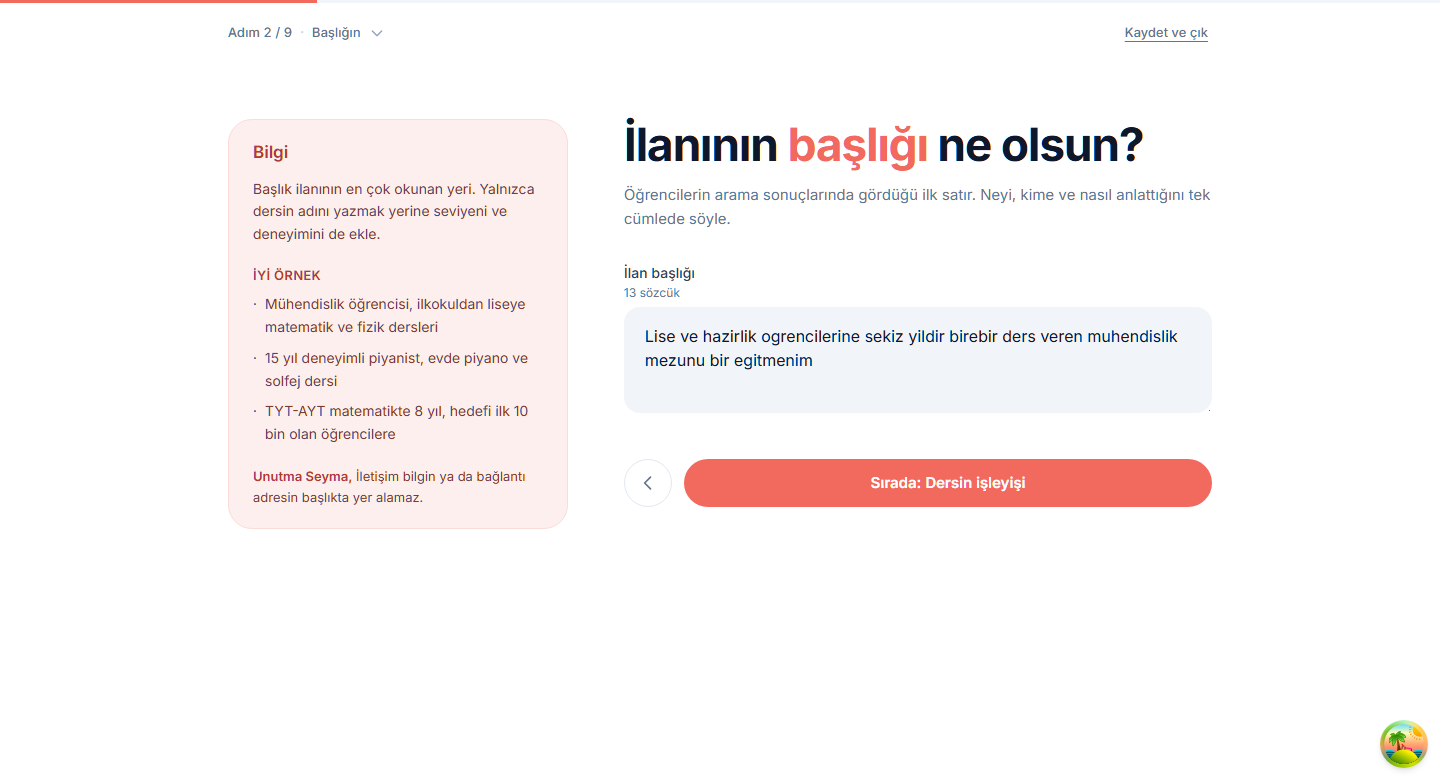 Adım 2 / 9 · Başlığın
Kaydet ve çık
Bilgi
Başlık ilanının en çok okunan yeri. Yalnızca
dersin adını yazmak yerine seviyeni ve
deneyimini de ekle.
İYİ ÖRNEK
· Mühendislik öğrencisi, ilkokuldan liseye
matematik ve fizik dersleri
· 15 yıl deneyimli piyanist, evde piyano ve
solfej dersi
· TYT-AYT matematikte 8 yıl, hedefi ilk 10
bin olan öğrencilere
Unutma Seyma, İletişim bilgin ya da bağlantı
adresin başlıkta yer alamaz.
İlanının başlığı ne olsun?
Öğrencilerin arama sonuçlarında gördüğü ilk satır. Neyi, kime ve nasıl anlattığını tek
cümlede söyle.
İlan başlığı
13 sözcük
Lise ve hazirlik ogrencilerine sekiz yildir birebir ders veren muhendislik
mezunu bir egitmenim
Sırada: Dersin işleyişi